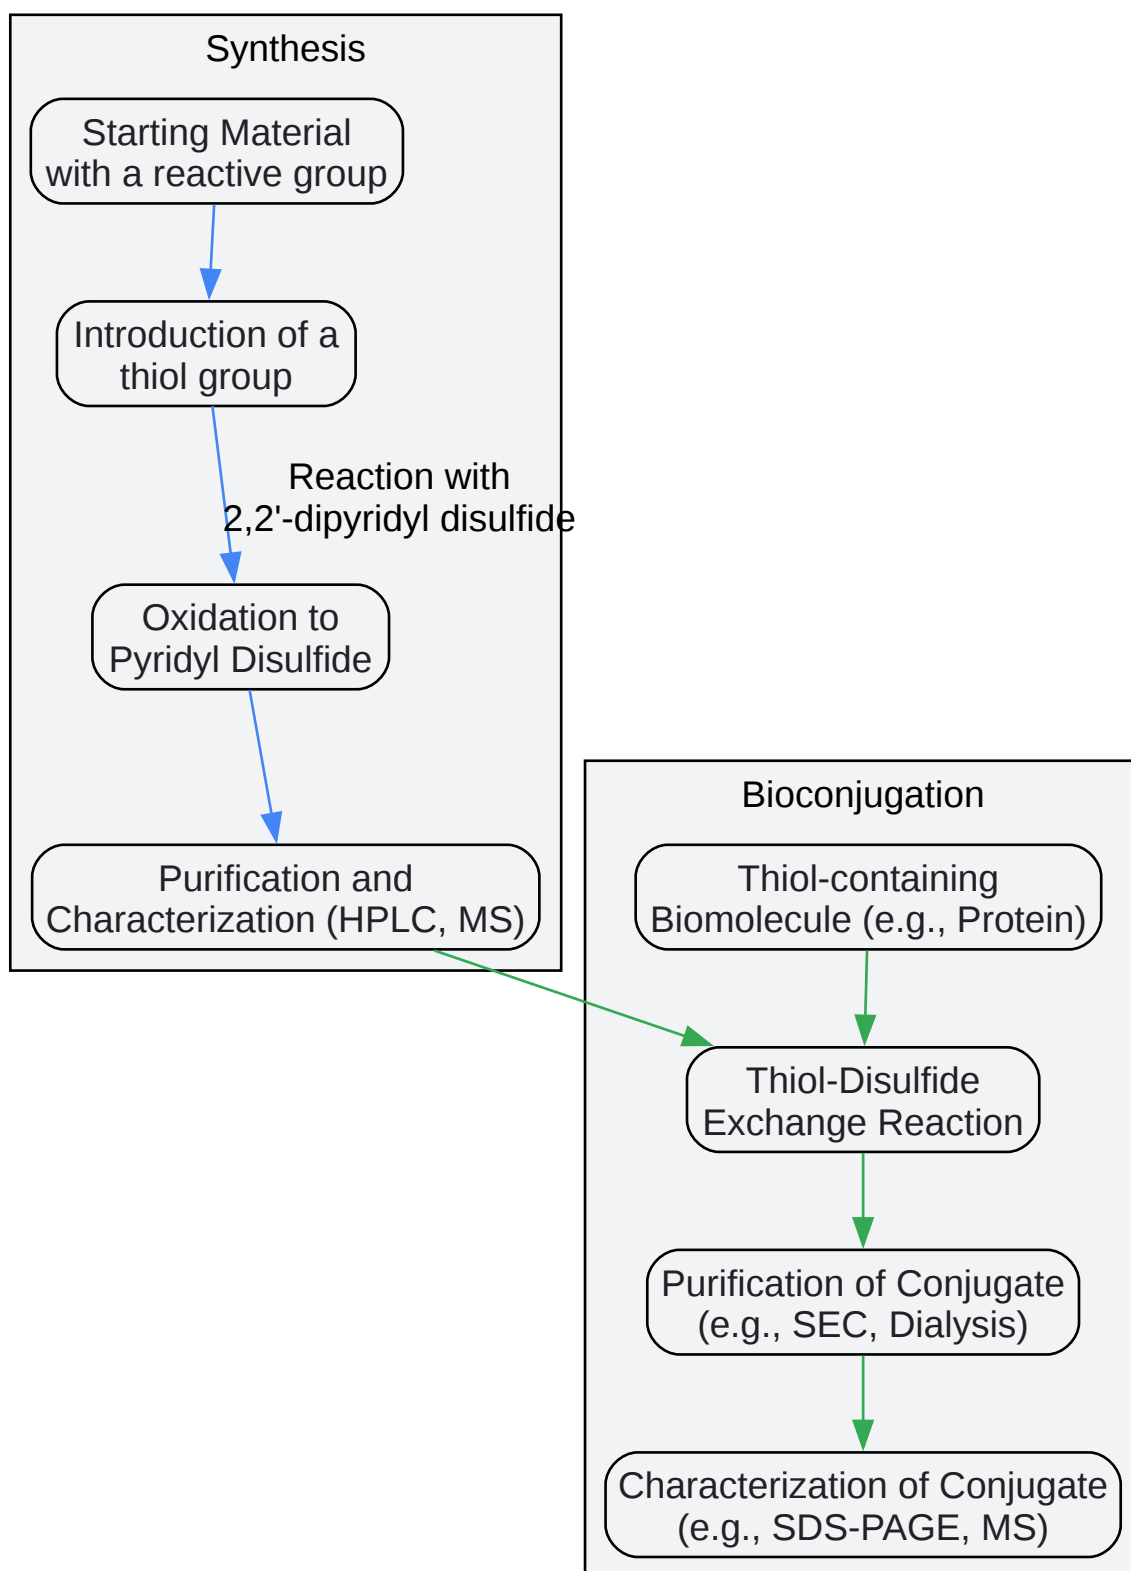 Synthesis
Starting Material
with a reactive group
Introduction of a
thiol group
Reaction with
2,2'-dipyridyl disulfide
Oxidation to
Pyridyl Disulfide
Purification and
Characterization (HPLC, MS)
Bioconjugation
Thiol-containing
Biomolecule (e.g., Protein)
Thiol-Disulfide
Exchange Reaction
Purification of Conjugate
(e.g., SEC, Dialysis)
Characterization of Conjugate
(e.g., SDS-PAGE, MS)